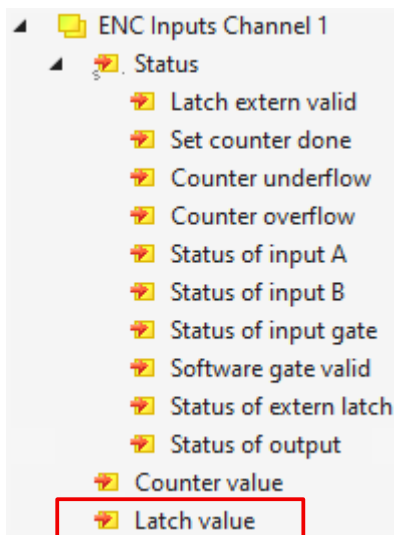 ENC Inputs Channel 1
Status
Latch extern valid
Set counter done
Counter underflow
Counter overflow
Status of input A
Status of input B
Status of input gate
Software gate valid
Status of extern latch
Status of output
Counter value
Latch value